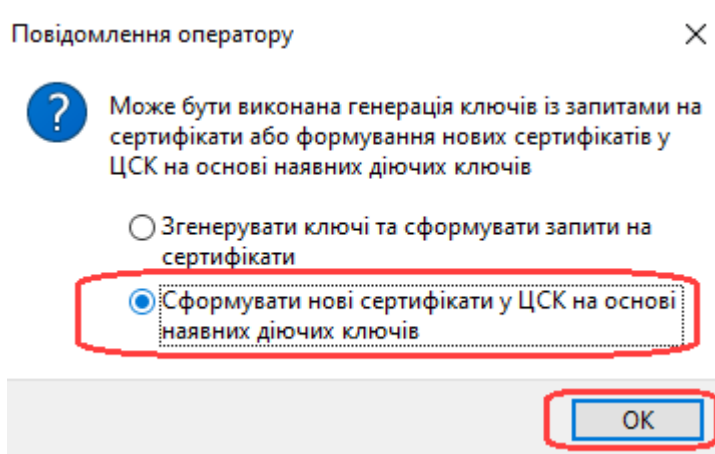 Повідомлення оператору
Може бути виконана генерація ключів із запитами на
сертифікати або формування нових сертифікатів у
ЦСК на основі наявних діючих ключів
Згенерувати ключі та сформувати запити на
сертифікати
Сформувати нові сертифікати у ЦСК на основі
наявних діючих ключів
ОК